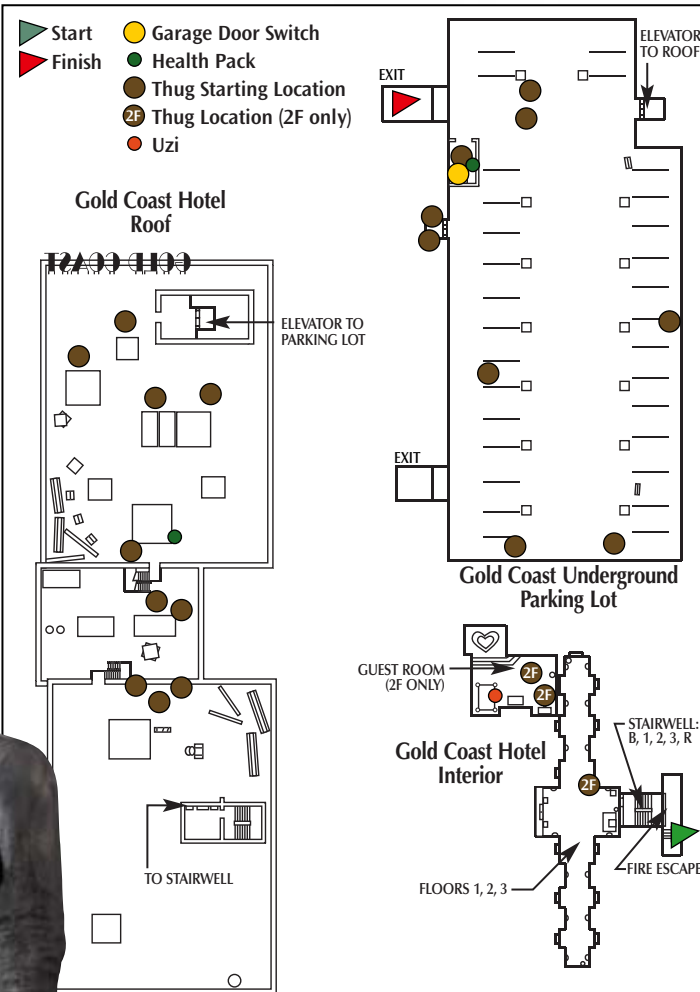 Start
Finish
Garage Door Switch
Health Pack
Thug Starting Location
2F Thug Location (2F only)
Uzi
Gold Coast Hotel
Roof
GOLD COAST
ELEVATOR TO
PARKING LOT
TO STAIRWELL
ELEVATOR
TO ROOF
EXIT
EXIT
Gold Coast Underground
Parking Lot
GUEST ROOM
(2F ONLY)
2F
2F
Gold Coast Hotel
Interior
STAIRWELL:
B, 1, 2, 3, R
2F
FIRE ESCAPE
FLOORS 1, 2, 3